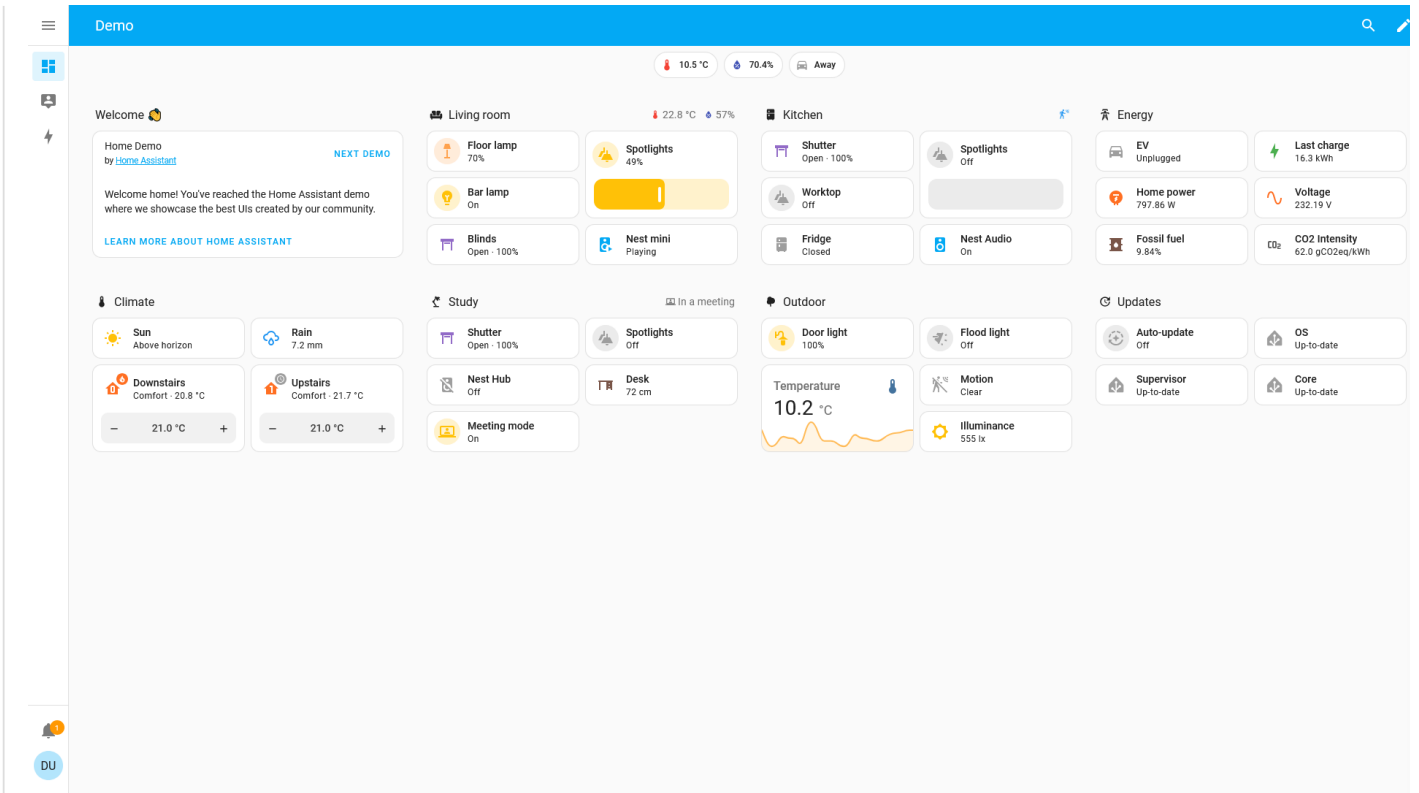 Demo
10.5 °C
70.4%
Away
Welcome
Home Demo
by Home Assistant
NEXT DEMO
Welcome home! You've reached the Home Assistant demo
where we showcase the best UIs created by our community.
LEARN MORE ABOUT HOME ASSISTANT
Living room
22.8 °C
57%
Floor lamp
70%
Spotlights
49%
Bar lamp
On
Blinds
Open · 100%
Nest mini
Playing
Kitchen
Shutter
Open · 100%
Spotlights
Off
Worktop
Off
Fridge
Closed
Nest Audio
On
Energy
EV
Unplugged
Last charge
16.3 kWh
Home power
797.86 W
Voltage
232.19 V
Fossil fuel
9.84%
CO2
CO2 Intensity
62.0 gCO2eq/kWh
Climate
Sun
Above horizon
Rain
7.2 mm
0
Downstairs
Comfort · 20.8 °C
− 21.0 °C +
1
Upstairs
Comfort · 21.7 °C
− 21.0 °C +
Study
In a meeting
Shutter
Open · 100%
Spotlights
Off
Nest Hub
Off
Desk
72 cm
Meeting mode
On
Outdoor
Door light
100%
Flood light
Off
Temperature
10.2 °C
Motion
Clear
Illuminance
555 lx
Updates
Auto-update
Off
OS
Up-to-date
Supervisor
Up-to-date
Core
Up-to-date
1
DU